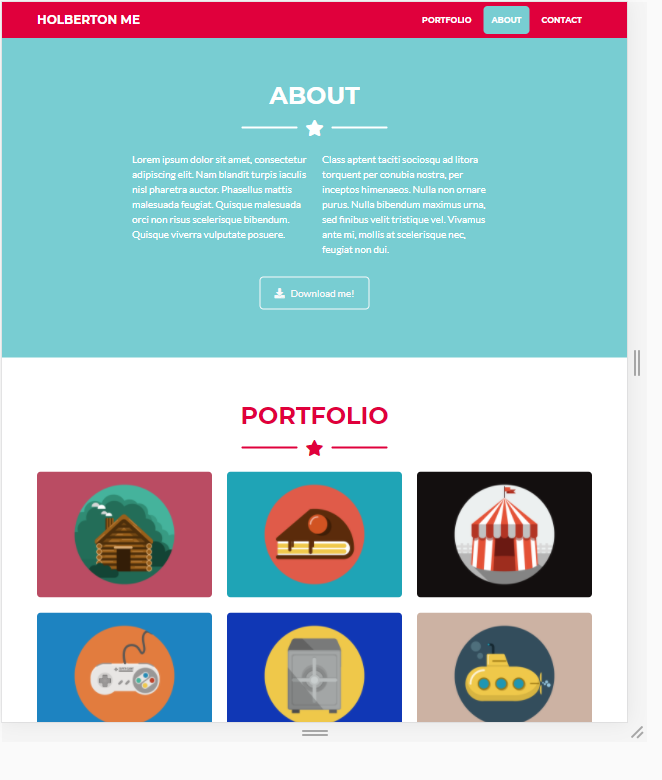 HOLBERTON ME
PORTFOLIO
ABOUT
CONTACT
ABOUT
Lorem ipsum dolor sit amet, consectetur
adipiscing elit. Nam blandit turpis iaculis
nisl pharetra auctor. Phasellus mattis
malesuada feugiat. Quisque malesuada
orci non risus scelerisque bibendum.
Quisque viverra vulputate posuere.
Class aptent taciti sociosqu ad litora
torquent per conubia nostra, per
inceptos himenaeos. Nulla non ornare
purus. Nulla bibendum maximus urna,
sed finibus velit tristique vel. Vivamus
ante mi, mollis at scelerisque nec,
feugiat non dui.
Download me!
PORTFOLIO